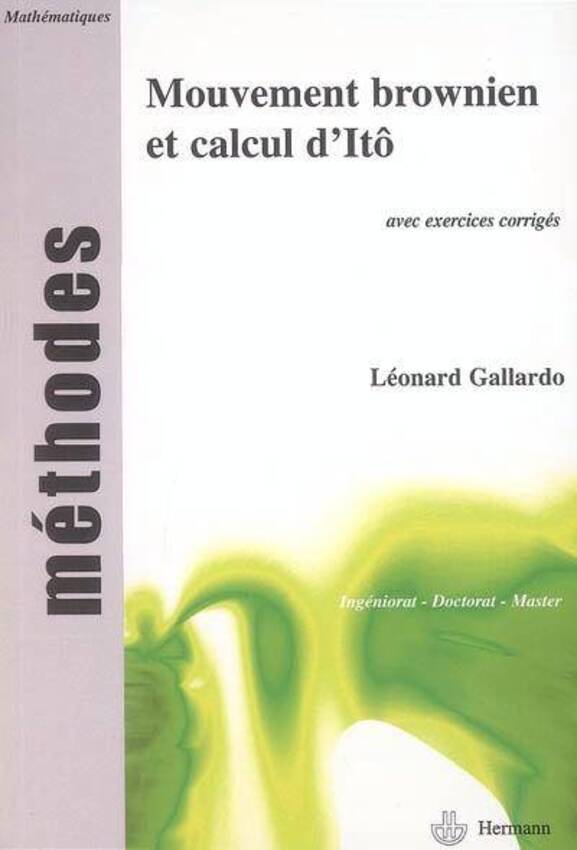 Mathématiques
Mouvement brownien
et calcul d'Itô
avec exercices corrigés
méthodes
Léonard Gallardo
Ingéniorat - Doctorat - Master
Hermann